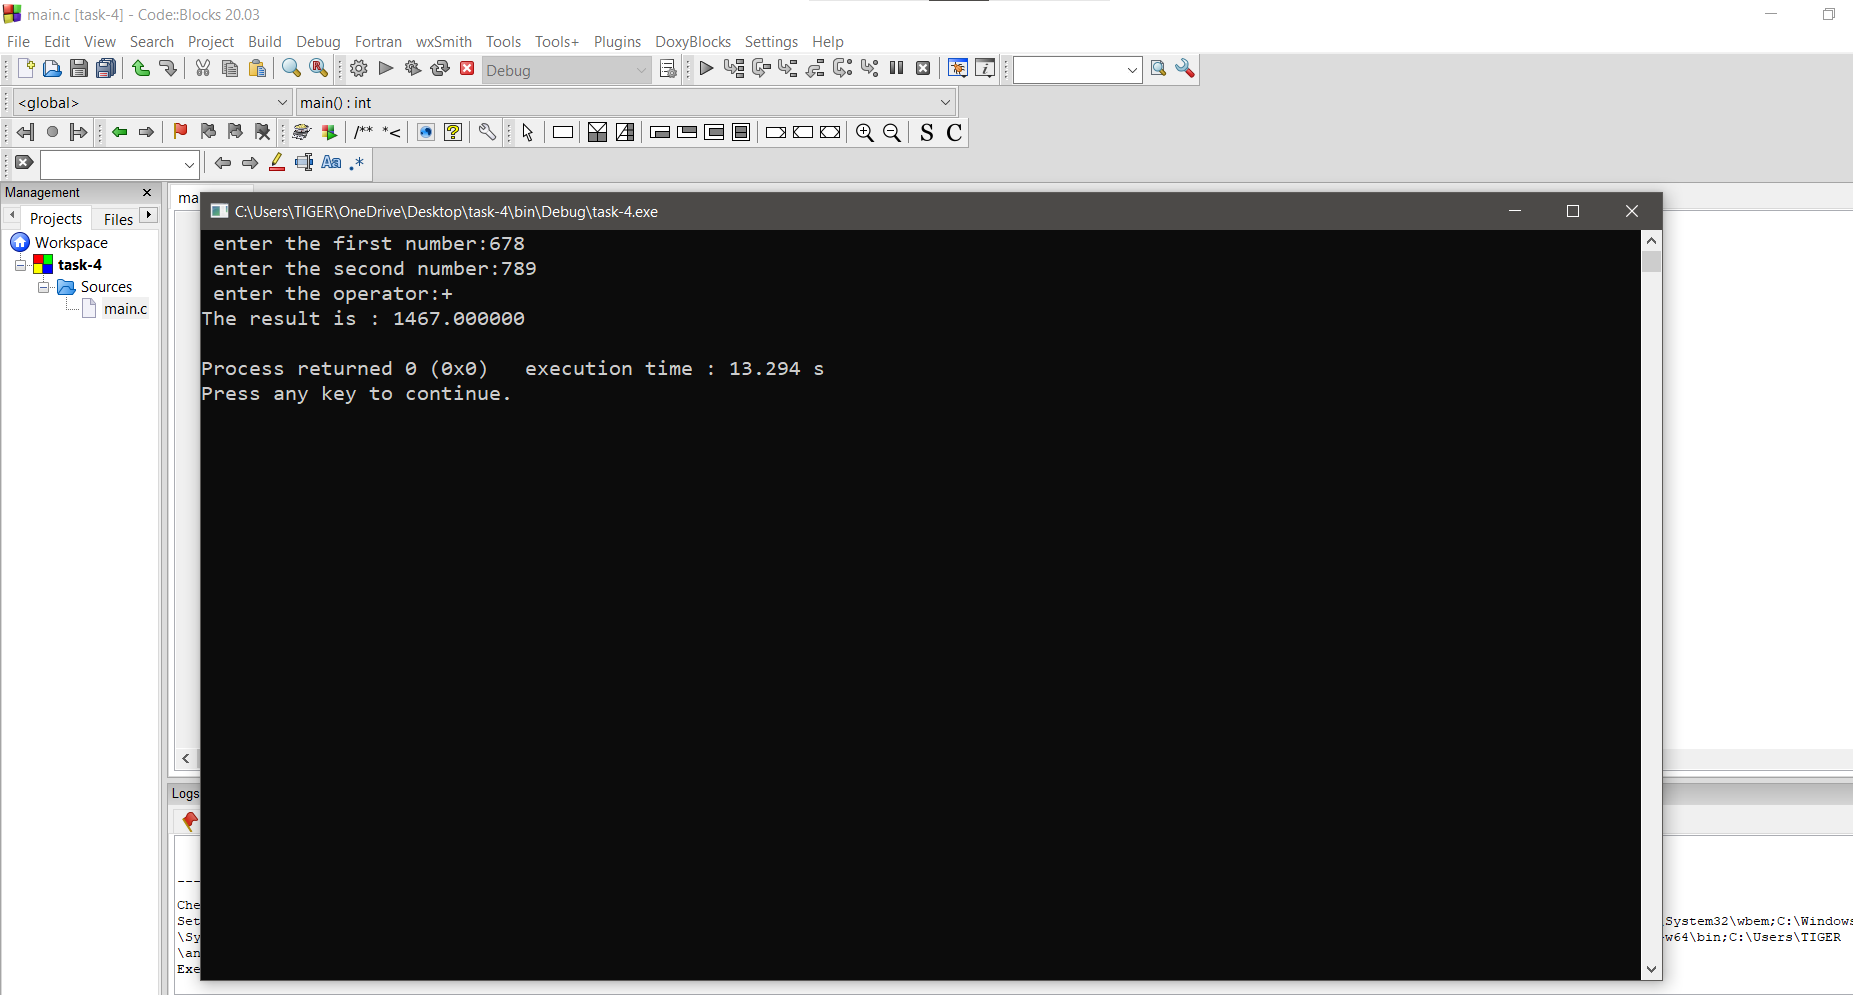 main.c [task-4] - Code::Blocks 20.03
File Edit View Search Project Build Debug Fortran wxSmith Tools Tools+ Plugins DoxyBlocks Settings Help
Debug
<global> main() : int
/** *< S C
Aa .*
Management
Projects Files
Workspace
task-4
Sources
main.c
ma
C:\Users\TIGER\OneDrive\Desktop\task-4\bin\Debug\task-4.exe
enter the first number:678
enter the second number:789
enter the operator:+
The result is : 1467.000000
Process returned 0 (0x0)   execution time : 13.294 s
Press any key to continue.
Logs
---
Che
Set \System32\wbem;C:\Windows
\Sy -w64\bin;C:\Users\TIGER
\an
Exe